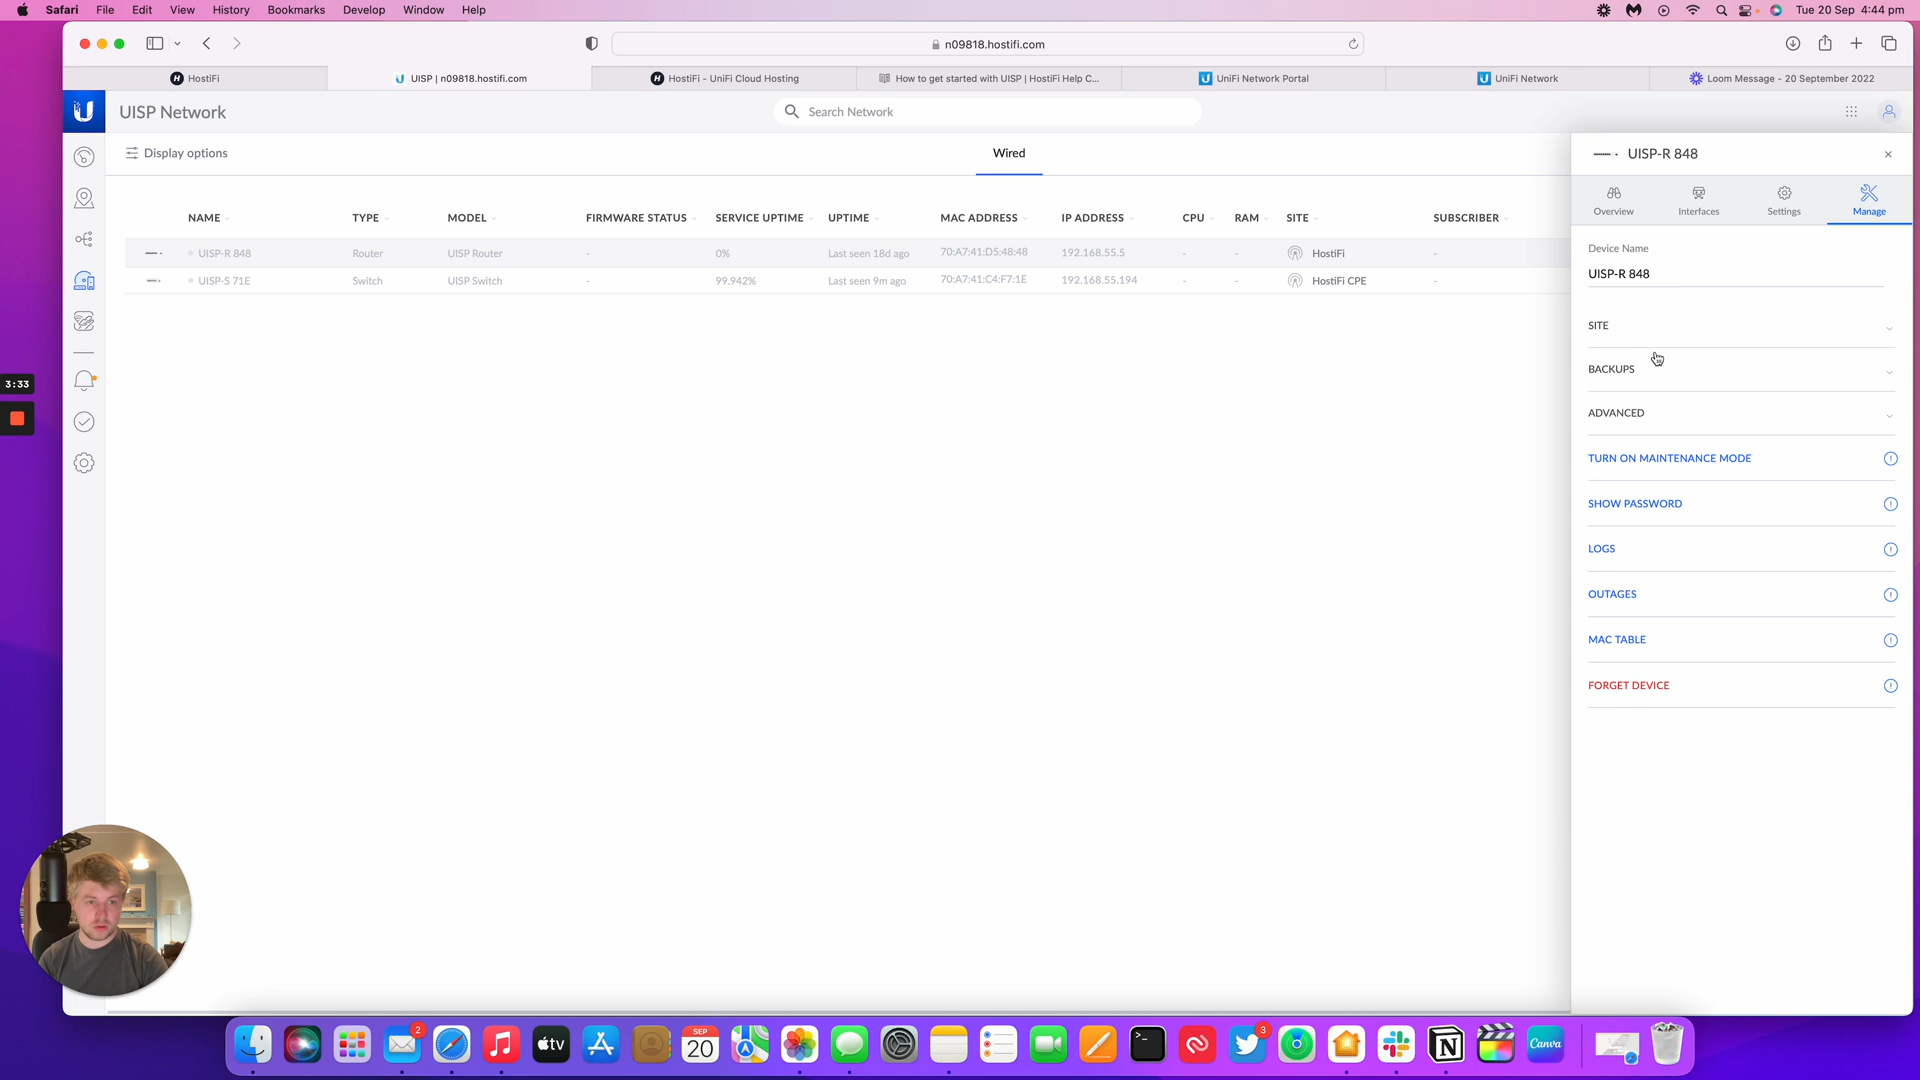 Safari File Edit View History Bookmarks Develop Window Help Tue 20 Sep 4:44 pm
n09818.hostifi.com
HostiFi UISP | n09818.hostifi.com HostiFi - UniFi Cloud Hosting How to get started with UISP | HostiFi Help C... UniFi Network Portal UniFi Network Loom Message - 20 September 2022
UISP Network Search Network
Display options Wired
NAME TYPE MODEL FIRMWARE STATUS SERVICE UPTIME UPTIME MAC ADDRESS IP ADDRESS CPU RAM SITE SUBSCRIBER
UISP-R 848 Router UISP Router - 0% Last seen 18d ago 70:A7:41:D5:48:48 192.168.55.5 - - HostiFi -
UISP-S 71E Switch UISP Switch - 99.942% Last seen 9m ago 70:A7:41:C4:F7:1E 192.168.55.194 - - HostiFi CPE -
UISP-R 848
Overview Interfaces Settings Manage
Device Name
UISP-R 848
SITE
BACKUPS
ADVANCED
TURN ON MAINTENANCE MODE
SHOW PASSWORD
LOGS
OUTAGES
MAC TABLE
FORGET DEVICE
3:33
2
tv
SEP
20
3
Canva